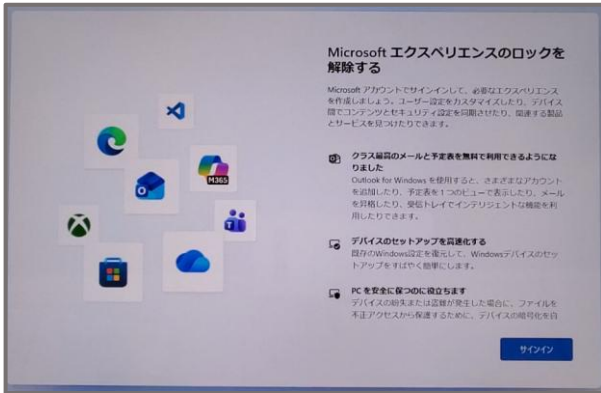 Microsoft エクスペリエンスのロックを
解除する
Microsoft アカウントでサインインして、必要なエクスペリエンス
を作成しましょう。ユーザー設定をカスタマイズしたり、デバイス
間でコンテンツとセキュリティ設定を同期させたり、関連する製品
とサービスを見つけたりできます。
クラス最高のメールと予定表を無料で利用できるようにな
りました
Outlook for Windows を使用すると、さまざまなアカウント
を追加したり、予定表を1つのビューで表示したり、メール
を昇格したり、受信トレイでインテリジェントな機能を利
用したりできます。
デバイスのセットアップを高速化する
既存のWindows設定を復元して、Windowsデバイスのセッ
トアップをすばやく簡単にします。
PC を安全に保つのに役立ちます
デバイスの紛失または盗難が発生した場合に、ファイルを
不正アクセスから保護するために、デバイスの暗号化を自
サインイン
M365